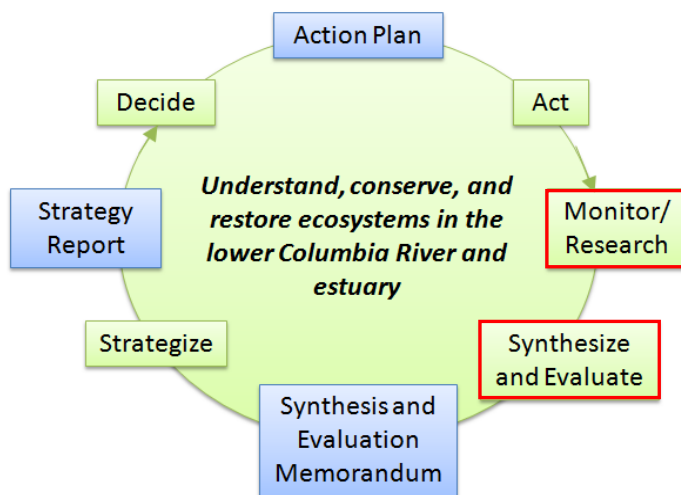 Action Plan
Decide
Act
Understand, conserve, and
restore ecosystems in the
lower Columbia River and
estuary
Strategy
Report
Monitor/
Research
Strategize
Synthesize
and Evaluate
Synthesis and
Evaluation
Memorandum